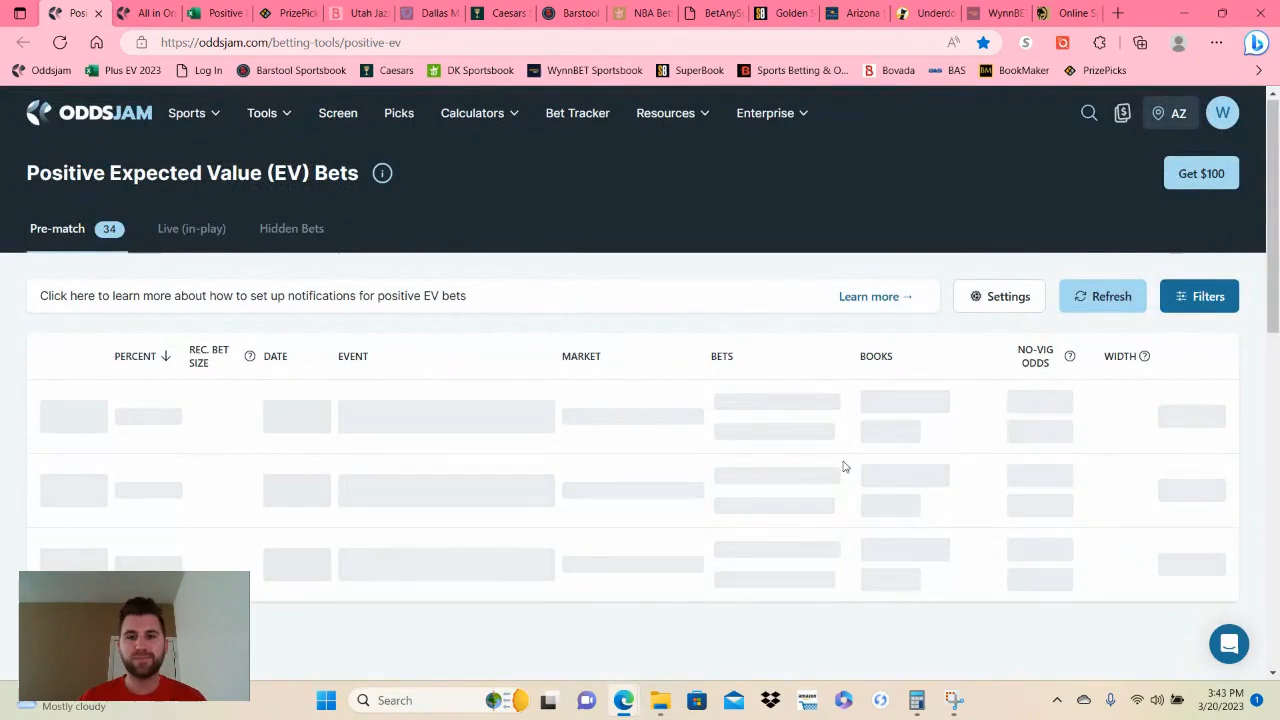 Posi
All in On
Positive
PrizePick
Utah Jaz
Dallas M
Caesars
Barstool
NBA Bet
BetAnyS
Golden S
Arizona
Underdo
WynnBE
Online Sp
https://oddsjam.com/betting-tools/positive-ev
Oddsjam
Plus EV 2023
Log In
Barstool Sportsbook
Caesars
DK Sportsbook
WynnBET Sportsbook
SuperBook
Sports Betting & O...
Bovada
BAS
BookMaker
PrizePicks
ODDSJAM
Sports
Tools
Screen
Picks
Calculators
Bet Tracker
Resources
Enterprise
AZ
W
Positive Expected Value (EV) Bets
Get $100
Pre-match 34
Live (in-play)
Hidden Bets
Click here to learn more about how to set up notifications for positive EV bets
Learn more →
Settings
Refresh
Filters
PERCENT
REC. BET
SIZE
DATE
EVENT
MARKET
BETS
BOOKS
NO-VIG
ODDS
WIDTH
Search
3:43 PM
3/20/2023
Mostly cloudy